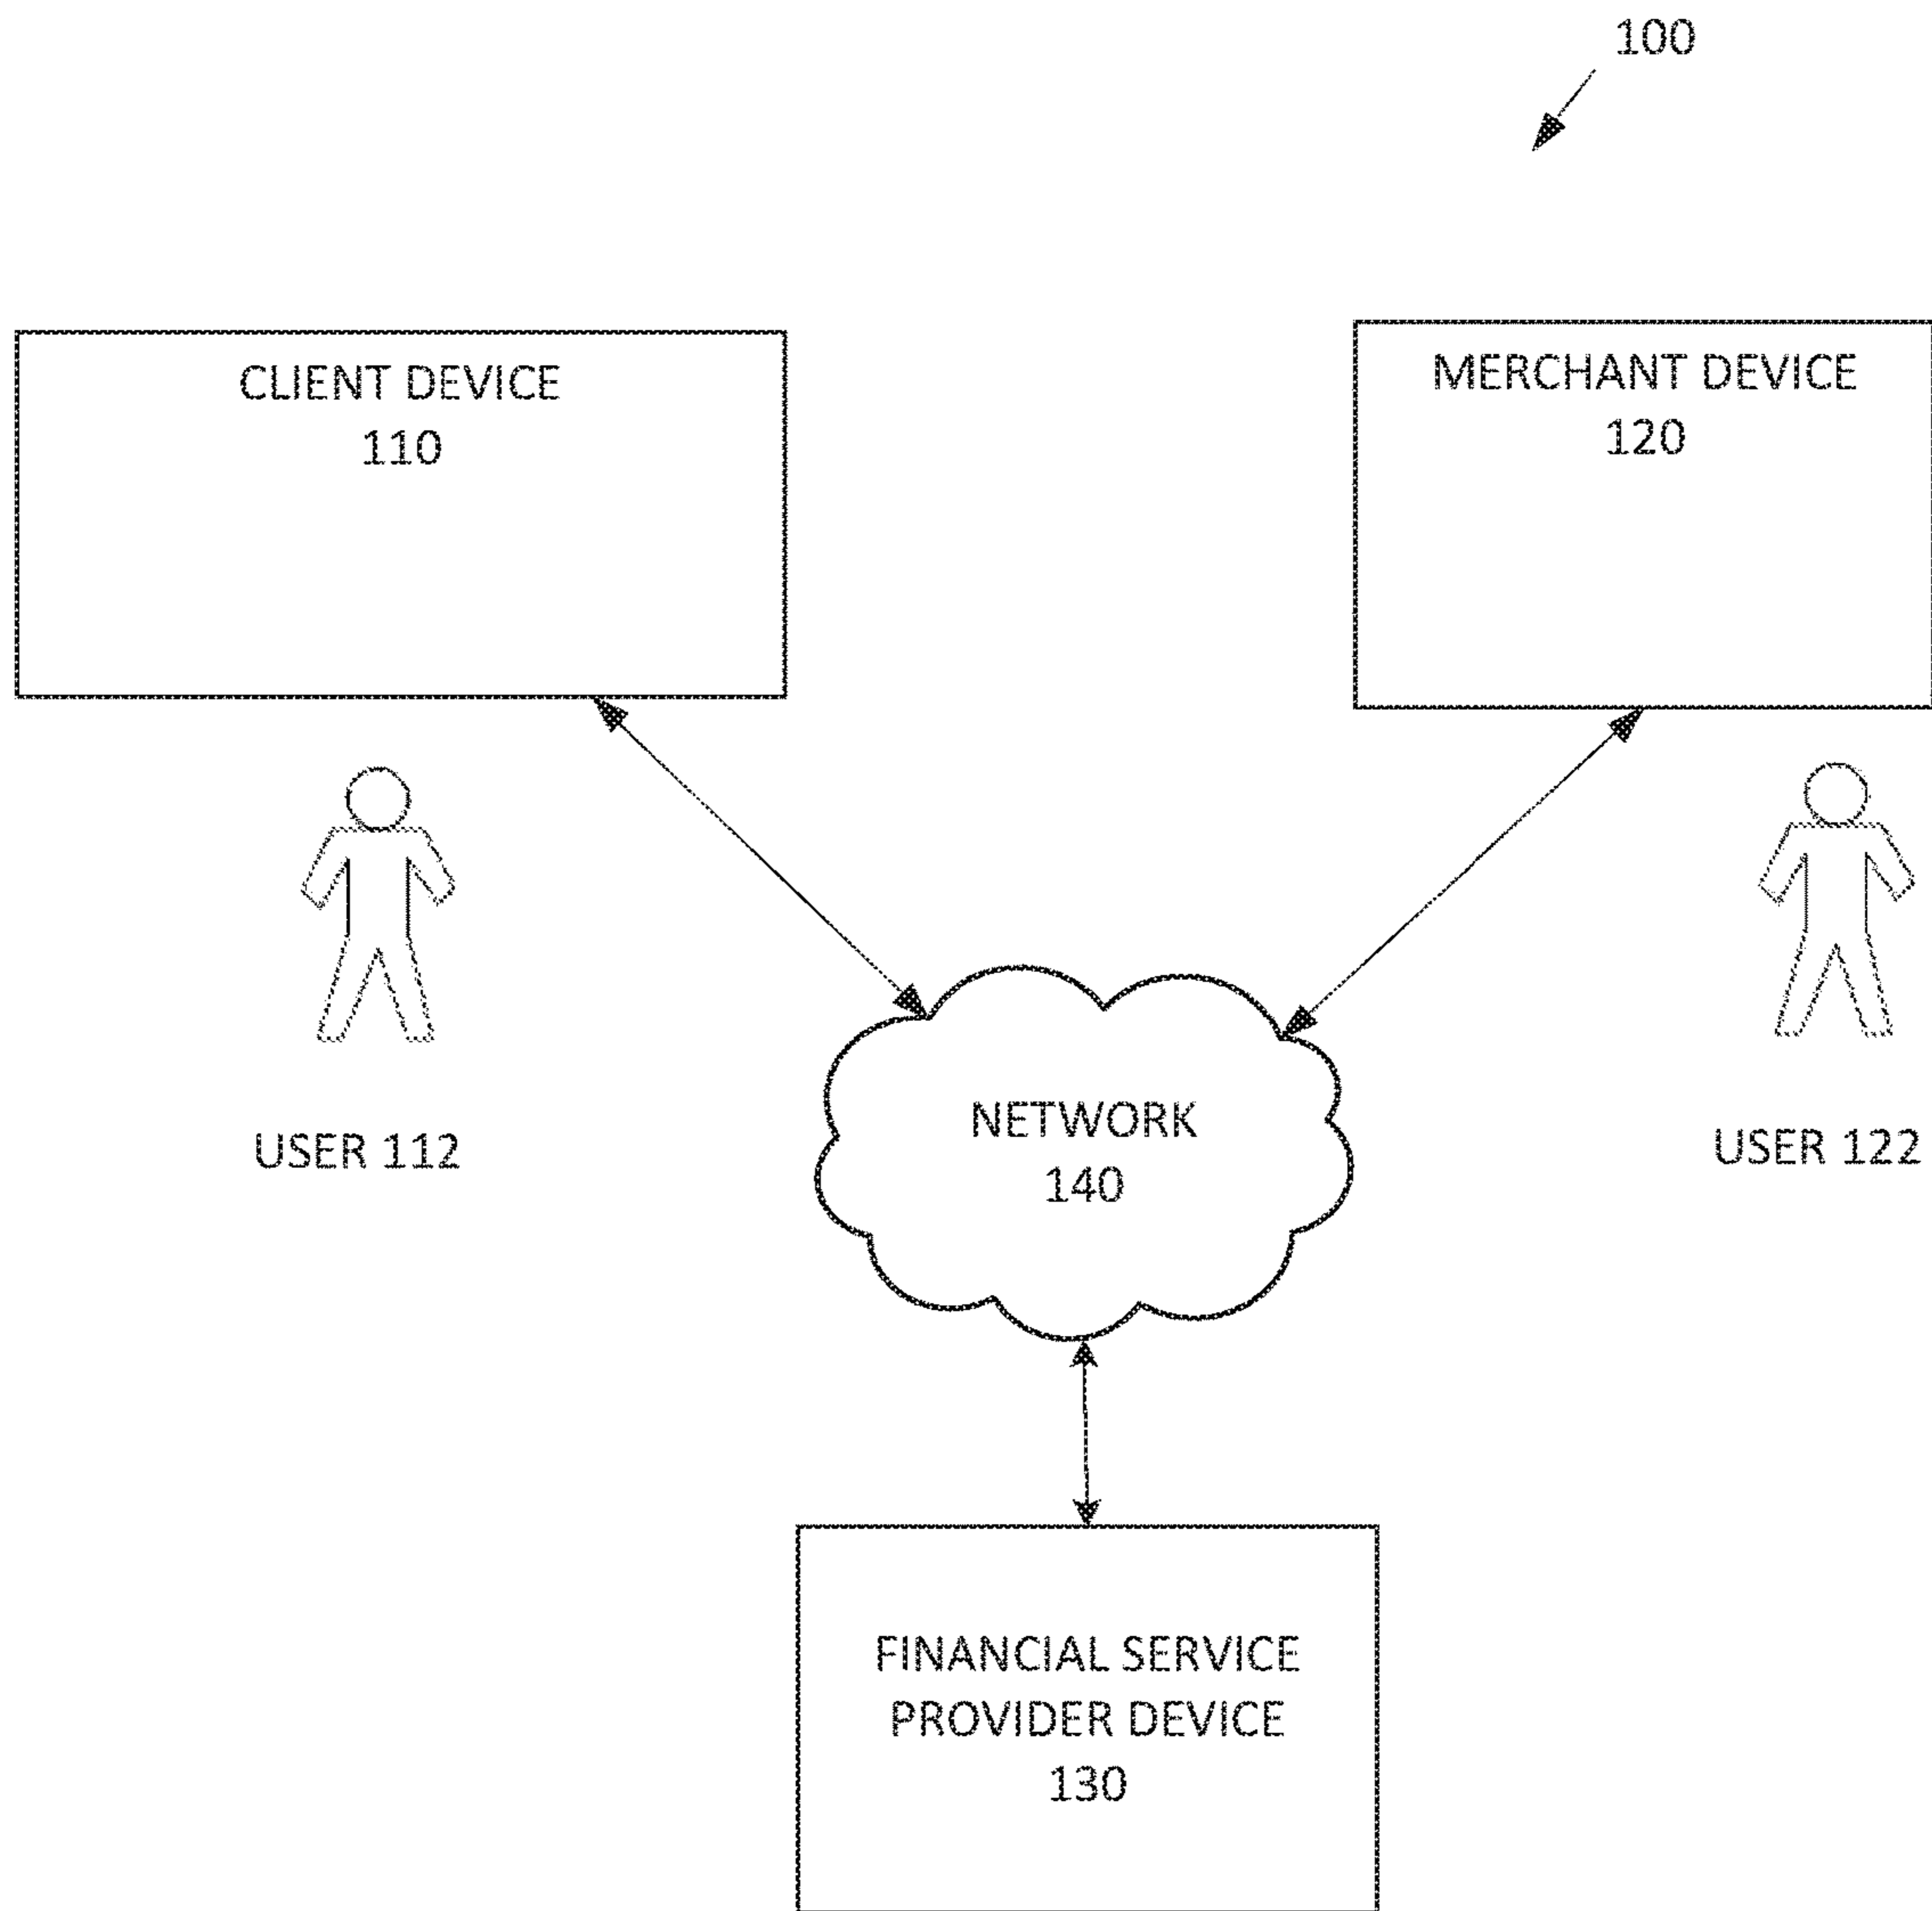 100
CLIENT DEVICE
110
MERCHANT DEVICE
120
USER 112
NETWORK
140
USER 122
FINANCIAL SERVICE
PROVIDER DEVICE
130